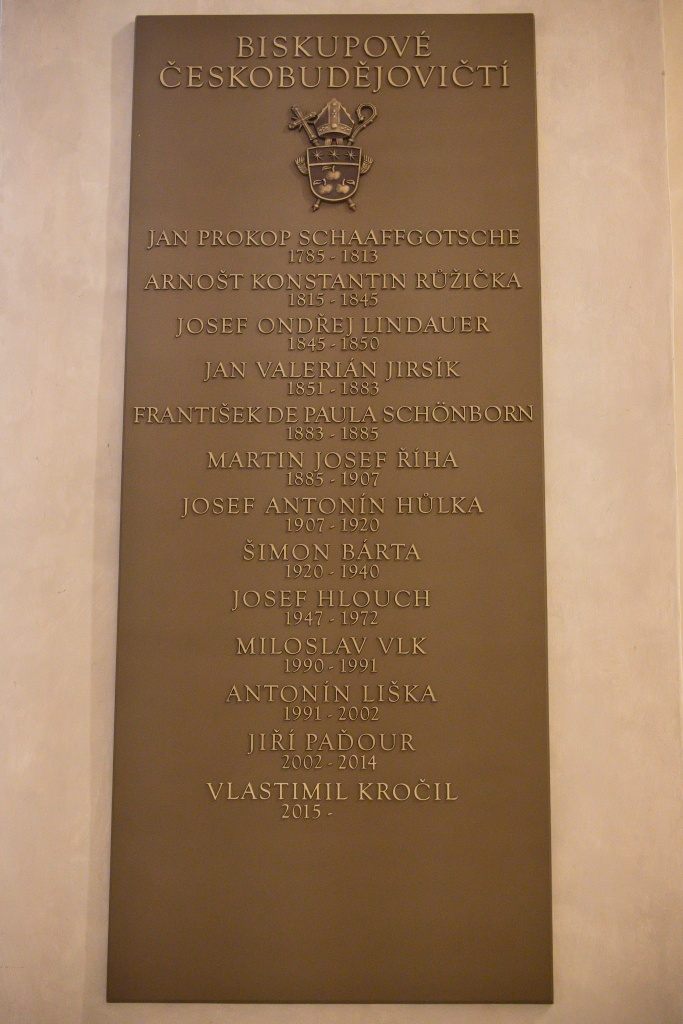 BISKUPOVÉ
ČESKOBUDĚJOVIČTÍ
JAN PROKOP SCHAAFFGOTSCHE
1785 - 1813
ARNOŠT KONSTANTIN RŮŽIČKA
1815 - 1845
JOSEF ONDŘEJ LINDAUER
1845 - 1850
JAN VALERIÁN JIRSÍK
1851 - 1883
FRANTIŠEK DE PAULA SCHÖNBORN
1883 - 1885
MARTIN JOSEF ŘÍHA
1885 - 1907
JOSEF ANTONÍN HŮLKA
1907 - 1920
ŠIMON BÁRTA
1920 - 1940
JOSEF HLOUCH
1947 - 1972
MILOSLAV VLK
1990 - 1991
ANTONÍN LIŠKA
1991 - 2002
JIŘÍ PAĎOUR
2002 - 2014
VLASTIMIL KROČIL
2015 -